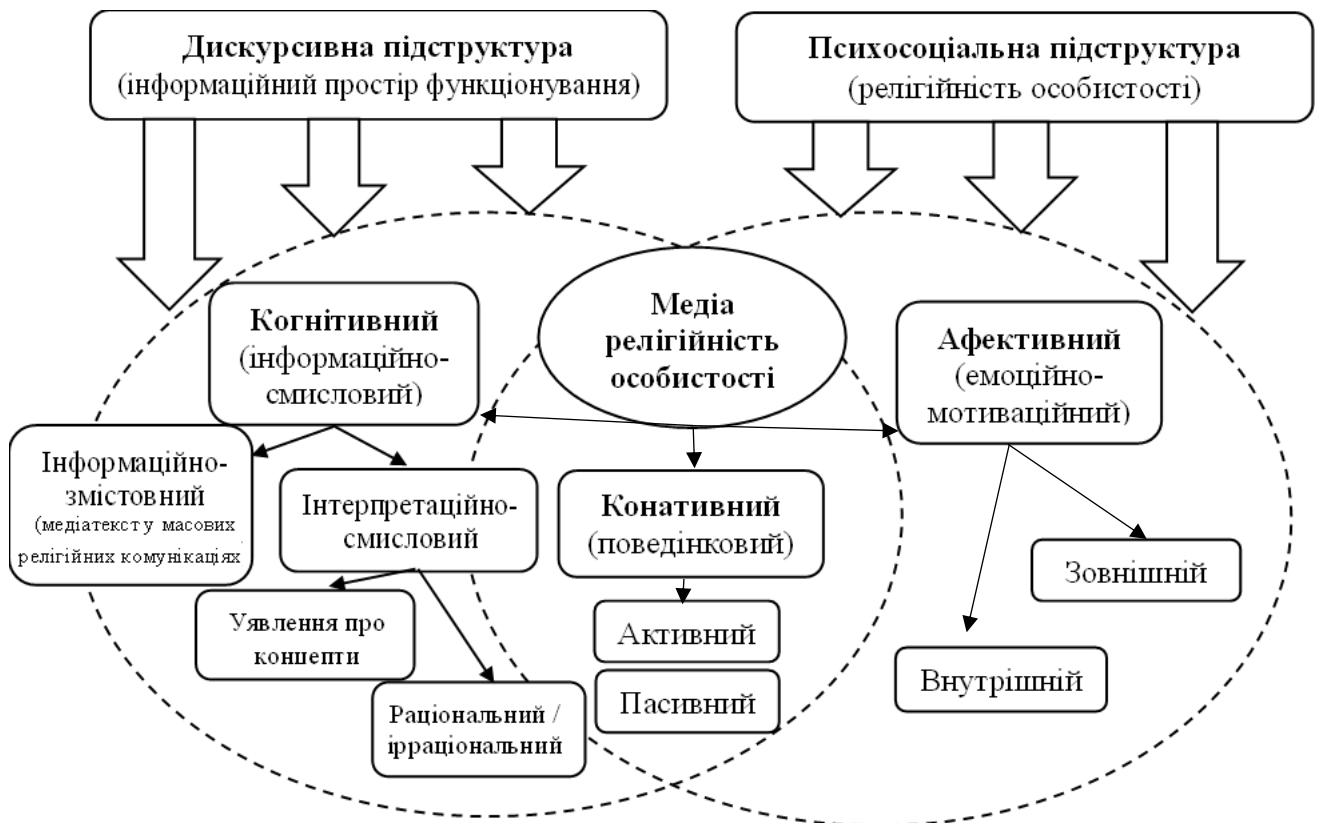 Дискурсивна підструктура
(інформаційний простір функціонування)
Психосоціальна підструктура
(релігійність особистості)
Медіа
релігійність
особистості
Когнітивний
(інформаційно-
смисловий)
Афективний
(емоційно-
мотиваційний)
Інформаційно-
змістовний
(медіатекст у масових
релігійних комунікаціях
Інтерпретаційно-
смисловий
Конативний
(поведінковий)
Зовнішній
Уявлення про
концепти
Активний
Внутрішній
Пасивний
Раціональний /
ірраціональний